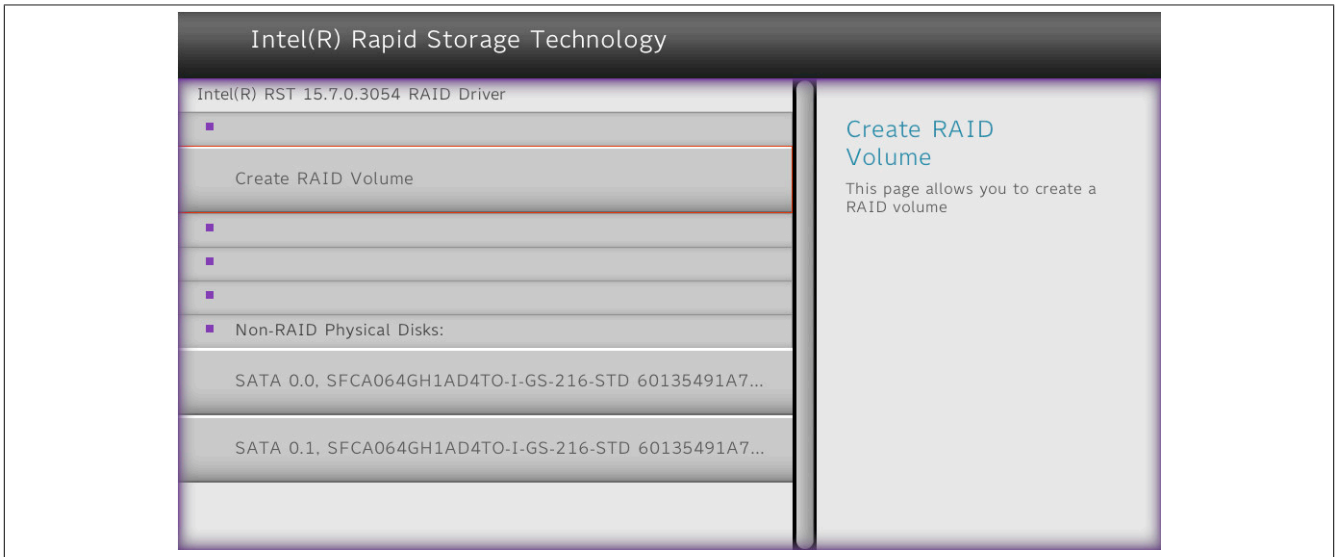 Intel(R) Rapid Storage Technology
Intel(R) RST 15.7.0.3054 RAID Driver
Create RAID Volume
Non-RAID Physical Disks:
SATA 0.0, SFCA064GH1AD4TO-I-GS-216-STD 60135491A7...
SATA 0.1, SFCA064GH1AD4TO-I-GS-216-STD 60135491A7...
Create RAID
Volume
This page allows you to create a
RAID volume